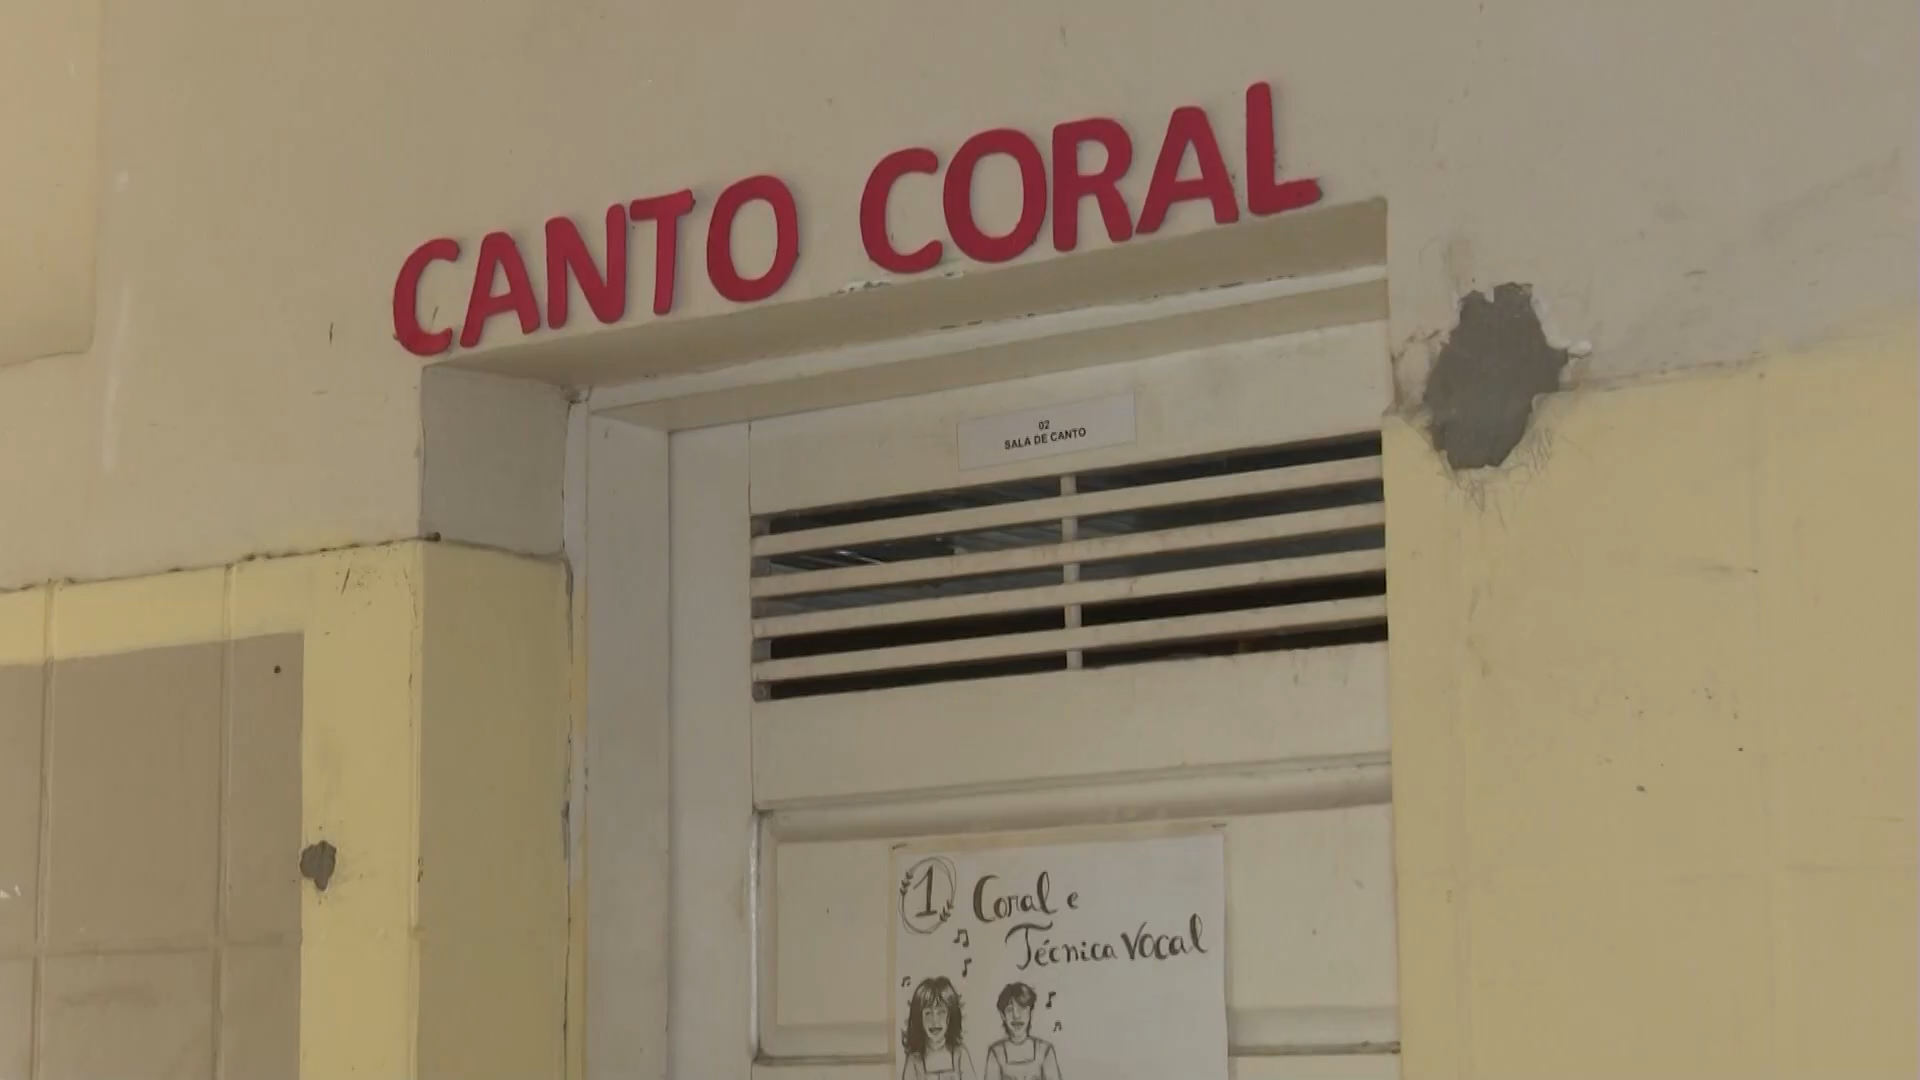 CANTO CORAL
02
SALA DE CANTO
1 Coral e
Técnica Vocal